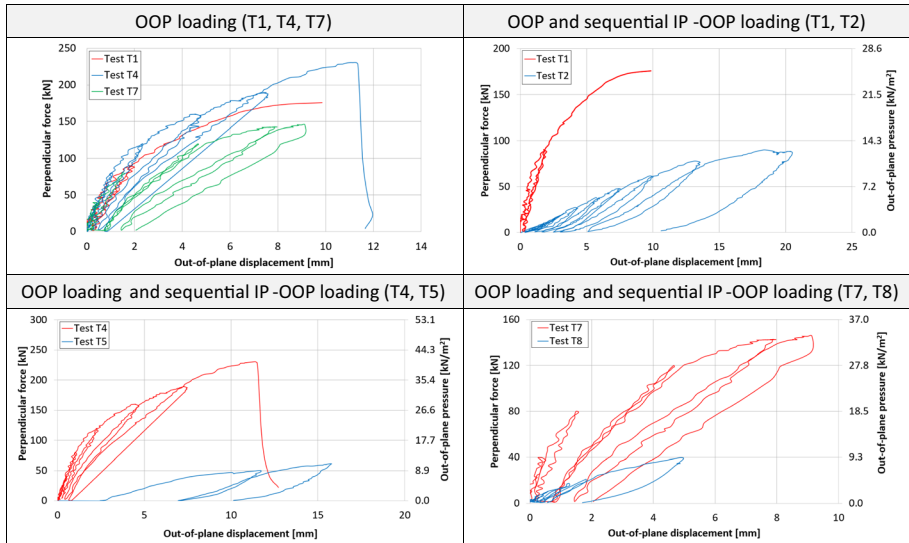 OOP loading (T1, T4, T7)
OOP and sequential IP -OOP loading (T1, T2)
Perpendicular force [kN]
250
200
150
100
50
0
Test T1
Test T4
Test T7
0 2 4 6 8 10 12 14
Out-of-plane displacement [mm]
Perpendicular force [kN]
200
150
100
50
0
Test T1
Test T2
0 5 10 15 20 25
Out-of-plane displacement [mm]
28.6
21.5
14.3
7.2
0.0
Out-of-plane pressure [kN/m²]
OOP loading and sequential IP -OOP loading (T4, T5)
OOP loading and sequential IP -OOP loading (T7, T8)
Perpendicular force [kN]
300
250
200
150
100
50
0
Test T4
Test T5
0 5 10 15 20
Out-of-plane displacement [mm]
53.1
44.3
35.4
26.6
17.7
8.9
0.0
Out-of-plane pressure [kN/m²]
Perpendicular force [kN]
160
120
80
40
0
Test T7
Test T8
0 2 4 6 8 10
Out-of-plane displacement [mm]
37.0
27.8
18.5
9.3
0.0
Out-of-plane pressure [kN/m²]